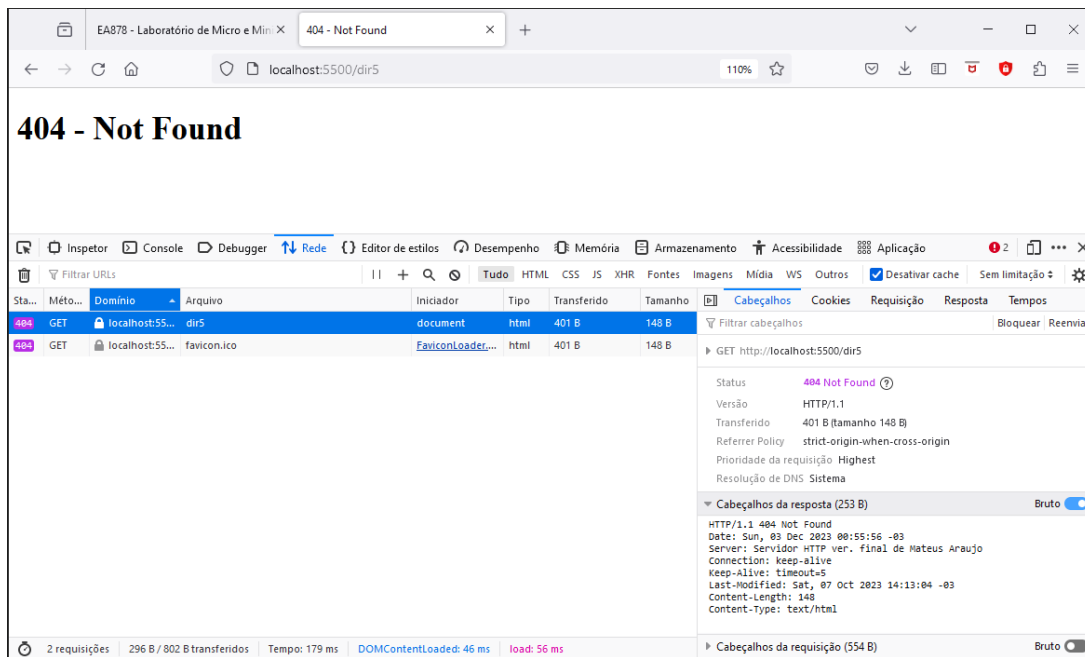 EA878 - Laboratório de Micro e Min
404 - Not Found
localhost:5500/dir5
110%
404 - Not Found
Inspetor Console Debugger Rede Editor de estilos Desempenho Memória Armazenamento Acessibilidade Aplicação 2
Filtrar URLs
Tudo HTML CSS JS XHR Fontes Imagens Mídia WS Outros Desativar cache Sem limitação
Sta... Méto... Domínio Arquivo Iniciador Tipo Transferido Tamanho
404 GET localhost:55... dir5 document html 401 B 148 B
404 GET localhost:55... favicon.ico FaviconLoader.... html 401 B 148 B
Cabeçalhos Cookies Requisição Resposta Tempos
Filtrar cabeçalhos Bloquear Reenvia
GET http://localhost:5500/dir5
Status 404 Not Found ?
Versão HTTP/1.1
Transferido 401 B (tamanho 148 B)
Referrer Policy strict-origin-when-cross-origin
Prioridade da requisição Highest
Resolução de DNS Sistema
Cabeçalhos da resposta (253 B) Bruto
HTTP/1.1 404 Not Found
Date: Sun, 03 Dec 2023 00:55:56 -03
Server: Servidor HTTP ver. final de Mateus Araujo
Connection: keep-alive
Keep-Alive: timeout=5
Last-Modified: Sat, 07 Oct 2023 14:13:04 -03
Content-Length: 148
Content-Type: text/html
Cabeçalhos da requisição (554 B) Bruto
2 requisições 296 B / 802 B transferidos Tempo: 179 ms DOMContentLoaded: 46 ms load: 56 ms